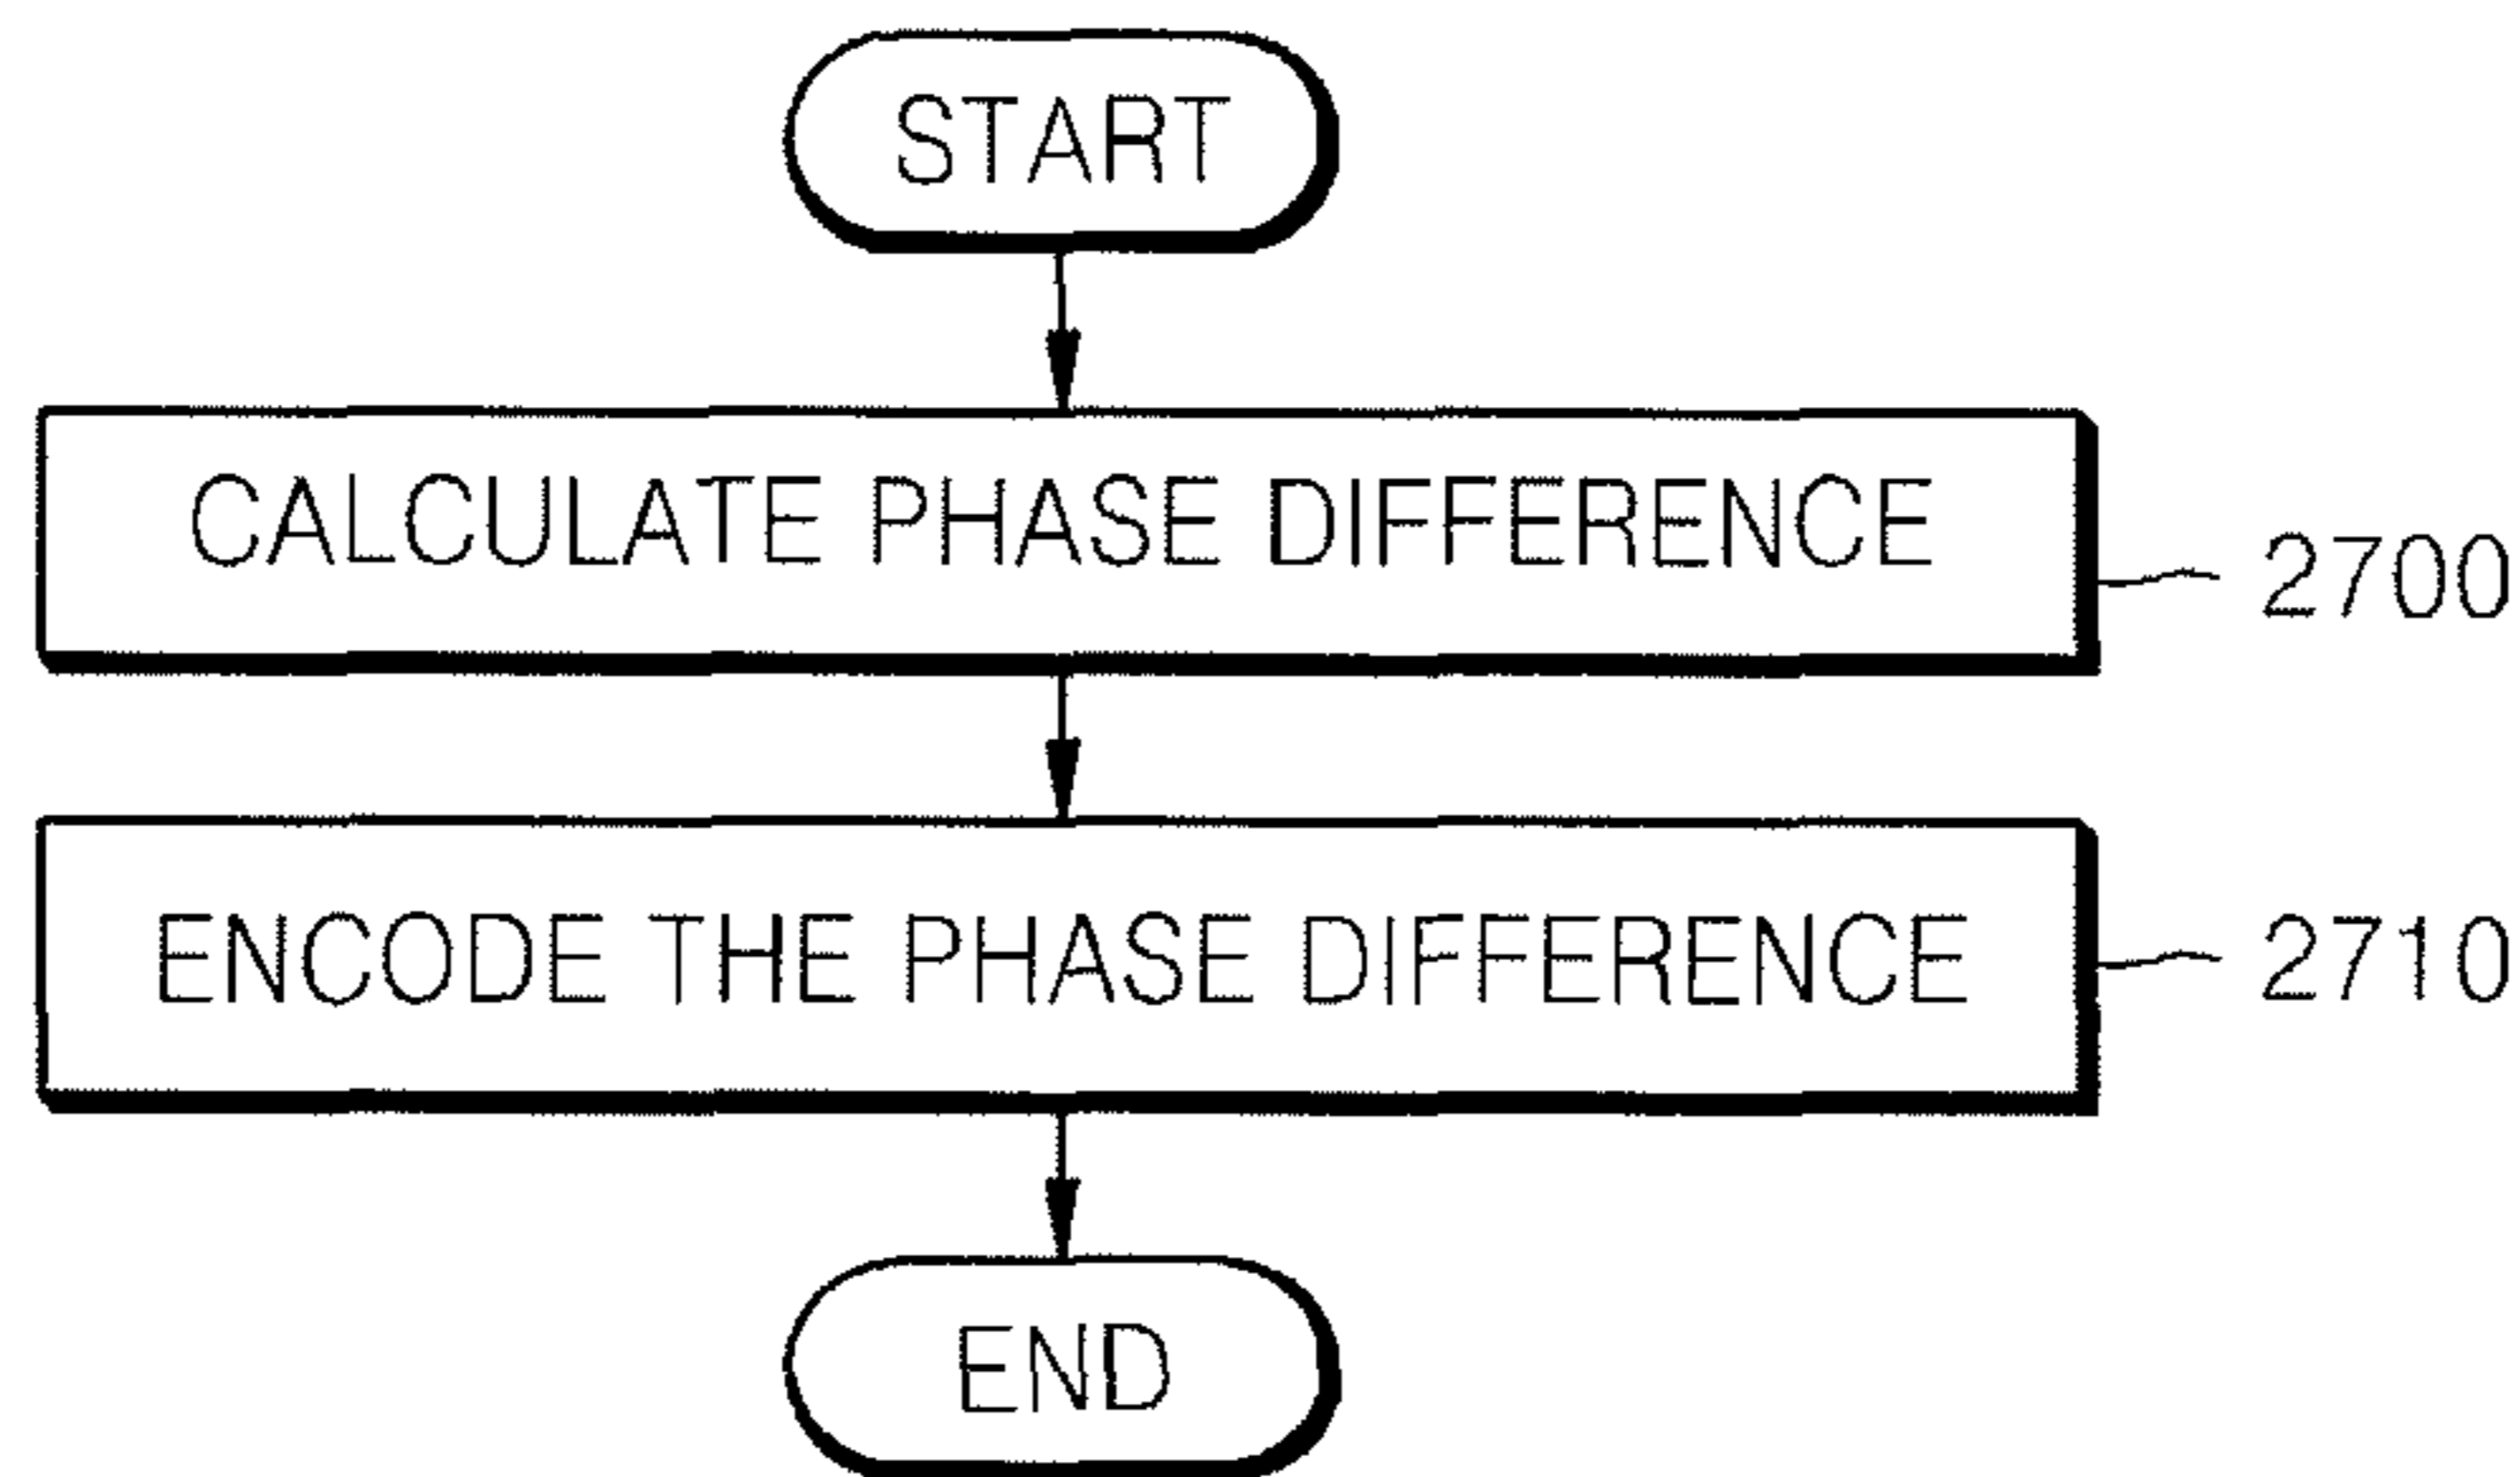 START
CALCULATE PHASE DIFFERENCE
2700
ENCODE THE PHASE DIFFERENCE
2710
END